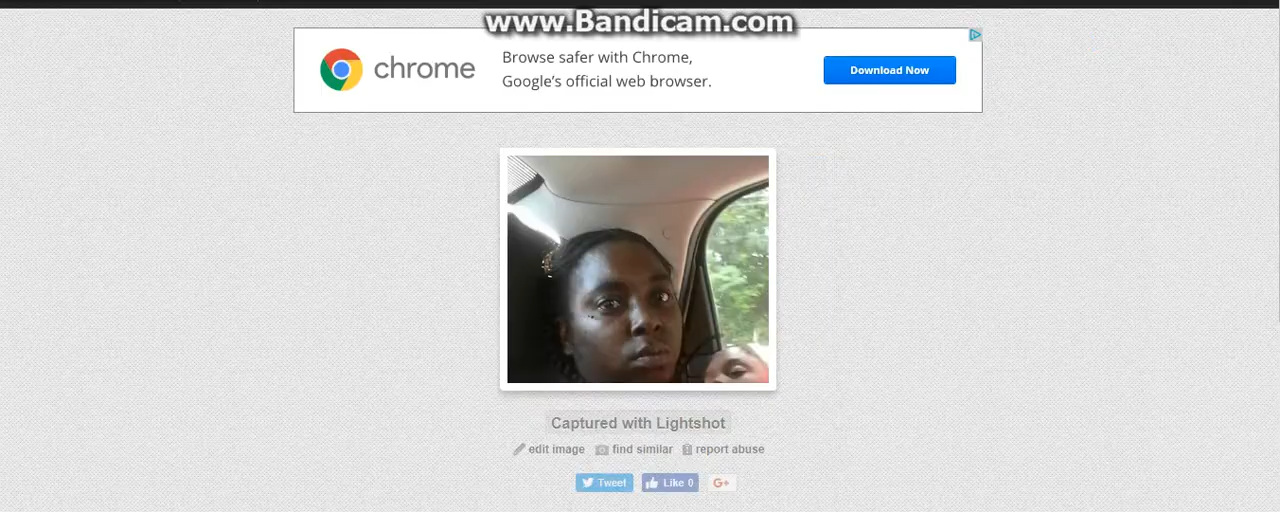 www.Bandicam.com
chrome
Browse safer with Chrome,
Google's official web browser.
Download Now
Captured with Lightshot
edit image find similar report abuse
Tweet Like 0 G+